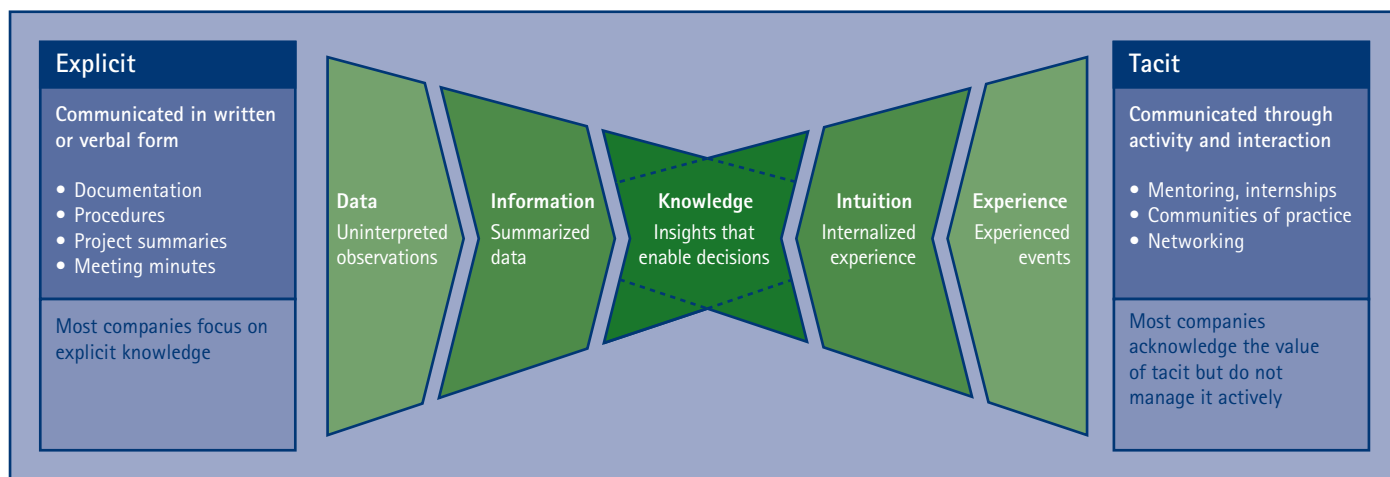 Explicit
Communicated in written
or verbal form
• Documentation
• Procedures
• Project summaries
• Meeting minutes
Most companies focus on
explicit knowledge
Data
Uninterpreted
observations
Information
Summarized
data
Knowledge
Insights that
enable decisions
Intuition
Internalized
experience
Experience
Experienced
events
Tacit
Communicated through
activity and interaction
• Mentoring, internships
• Communities of practice
• Networking
Most companies
acknowledge the value
of tacit but do not
manage it actively